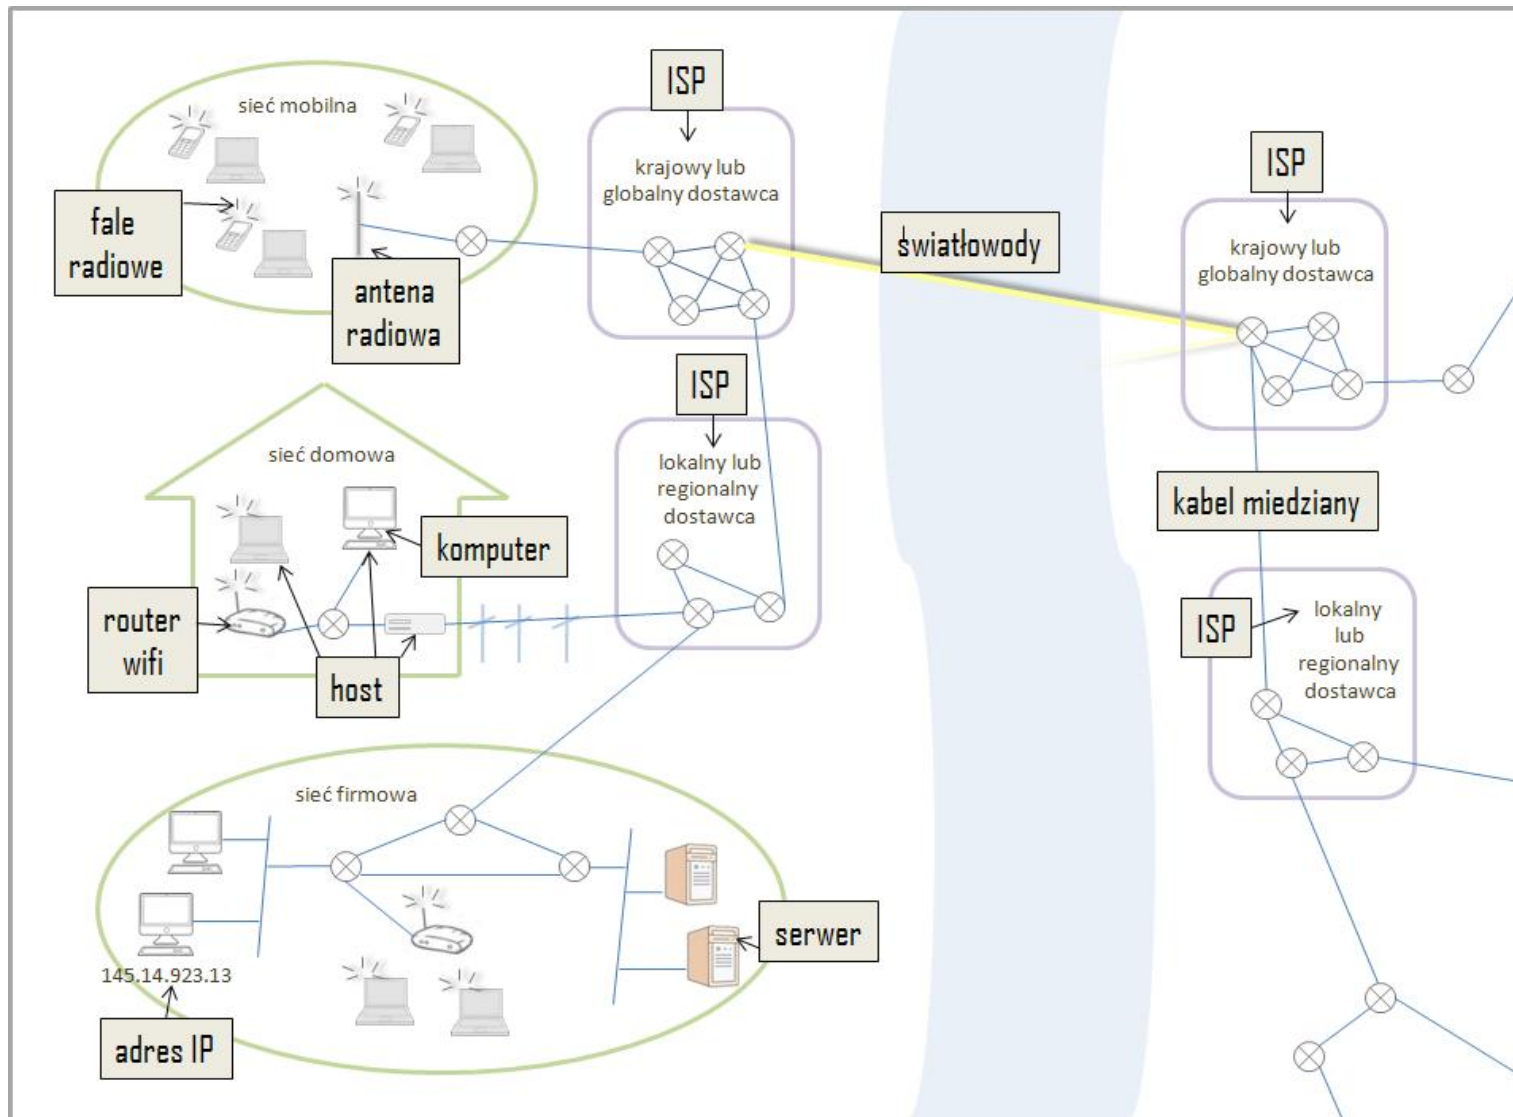 ISP
sieć mobilna
krajowy lub
globalny dostawca
fale
radiowe
antena
radiowa
światłowody
ISP
krajowy lub
globalny dostawca
ISP
lokalny lub
regionalny
dostawca
sieć domowa
komputer
router
wifi
host
kabel miedziany
ISP
lokalny
lub
regionalny
dostawca
sieć firmowa
serwer
145.14.923.13
adres IP